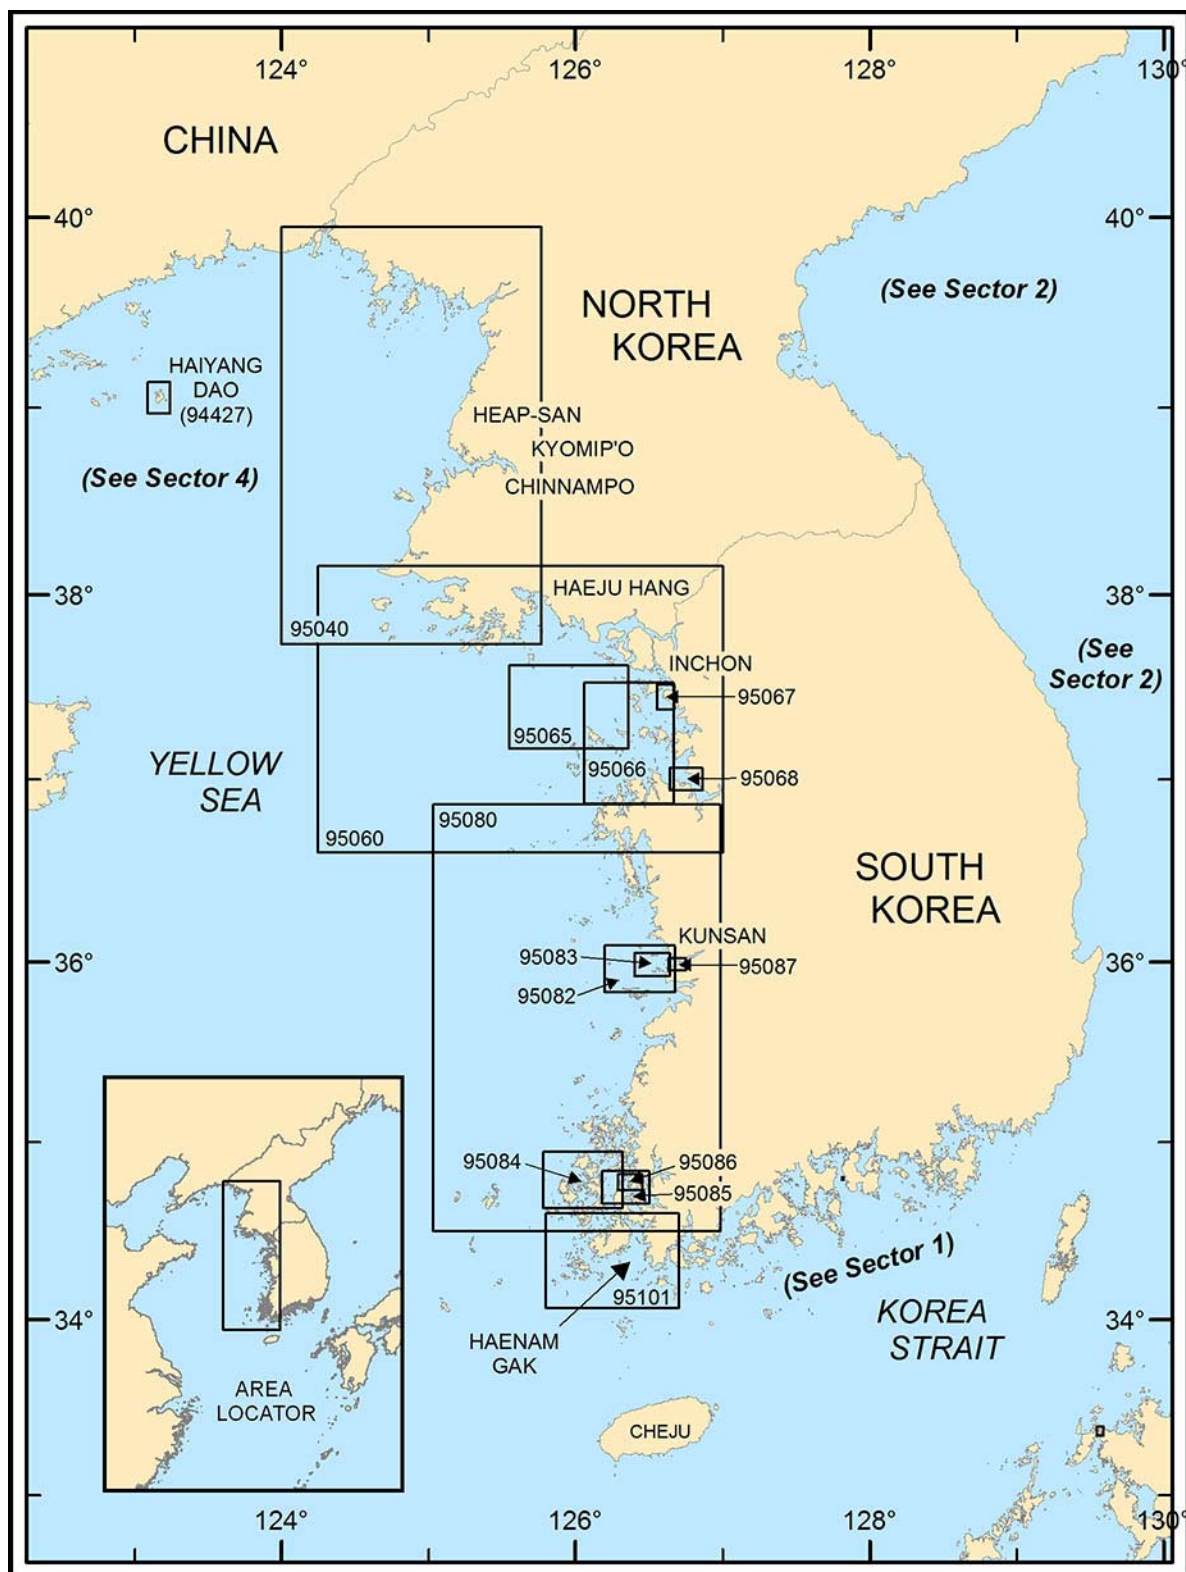 124°
126°
128°
130°
CHINA
40°
40°
(See Sector 2)
NORTH
KOREA
HAIYANG
DAO
(94427)
HEAP-SAN
KYOMIP'O
(See Sector 4)
CHINNAMPO
38°
HAEJU HANG
38°
95040
(See
Sector 2)
INCHON
95067
95065
YELLOW
SEA
95066
95068
95080
95060
SOUTH
KOREA
KUNSAN
36°
95083
95087
36°
95082
95084
95086
95085
(See Sector 1)
95101
34°
KOREA
STRAIT
34°
HAENAM
GAK
AREA
LOCATOR
CHEJU
124°
126°
128°
130°